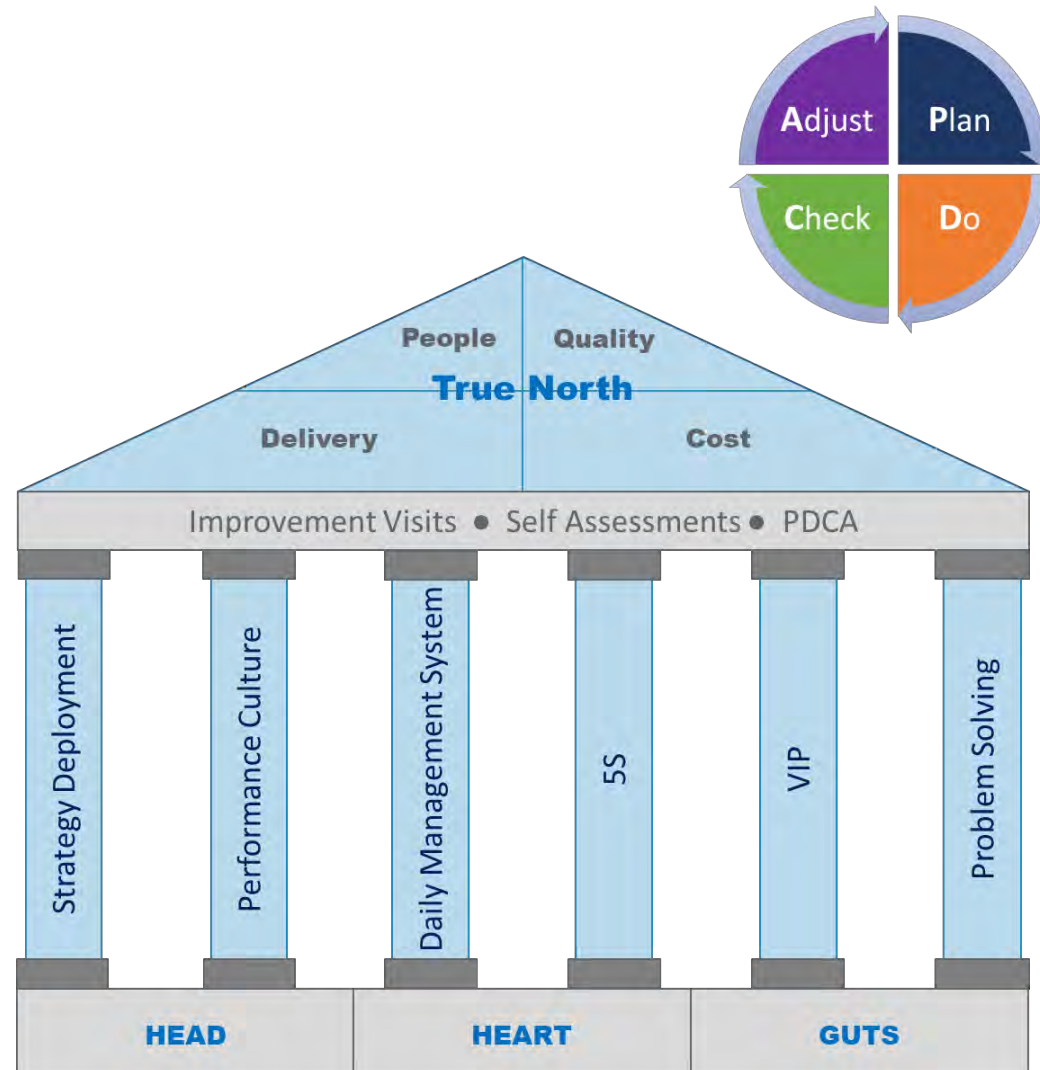 Adjust Plan
Check Do
People Quality
True North
Delivery Cost
Improvement Visits ● Self Assessments ● PDCA
Strategy Deployment
Performance Culture
Daily Management System
5S
VIP
Problem Solving
HEAD HEART GUTS